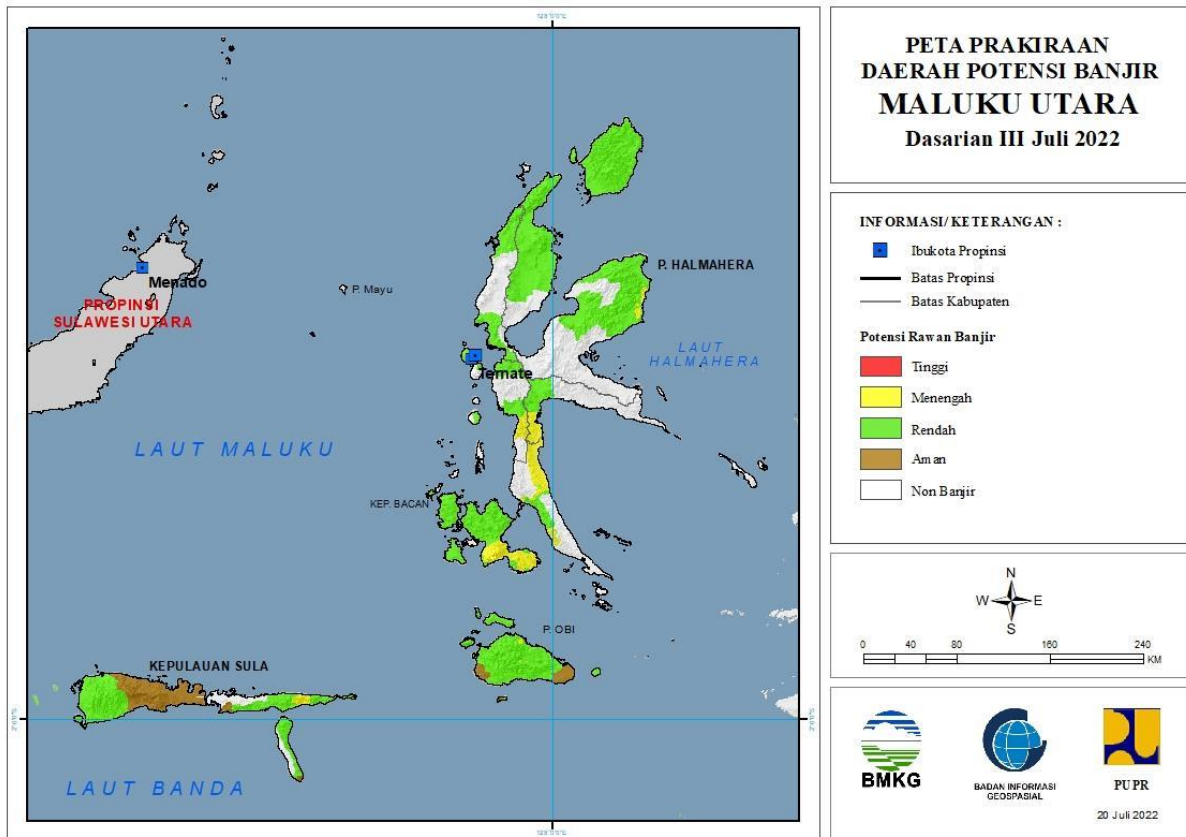 PETA PRAKIRAAN
DAERAH POTENSI BANJIR
MALUKU UTARA
Dasarian III Juli 2022
INFORMASI/ KETERANGAN :
Ibukota Propinsi
Batas Propinsi
Batas Kabupaten
Potensi Rawan Banjir
Tinggi
Menengah
Rendah
Aman
Non Banjir
N
W E
S
0 40 80 160 240
KM
BMKG
BADAN INFORMASI
GEOSPASIAL
PUPR
20 Juli 2022
Menado
PROPINSI
SULAWESI UTARA
P. Mayu
P. HALMAHERA
LAUT
HALMAHERA
Ternate
LAUT MALUKU
KEP. BACAN
P. OBI
KEPULAUAN SULA
LAUT BANDA